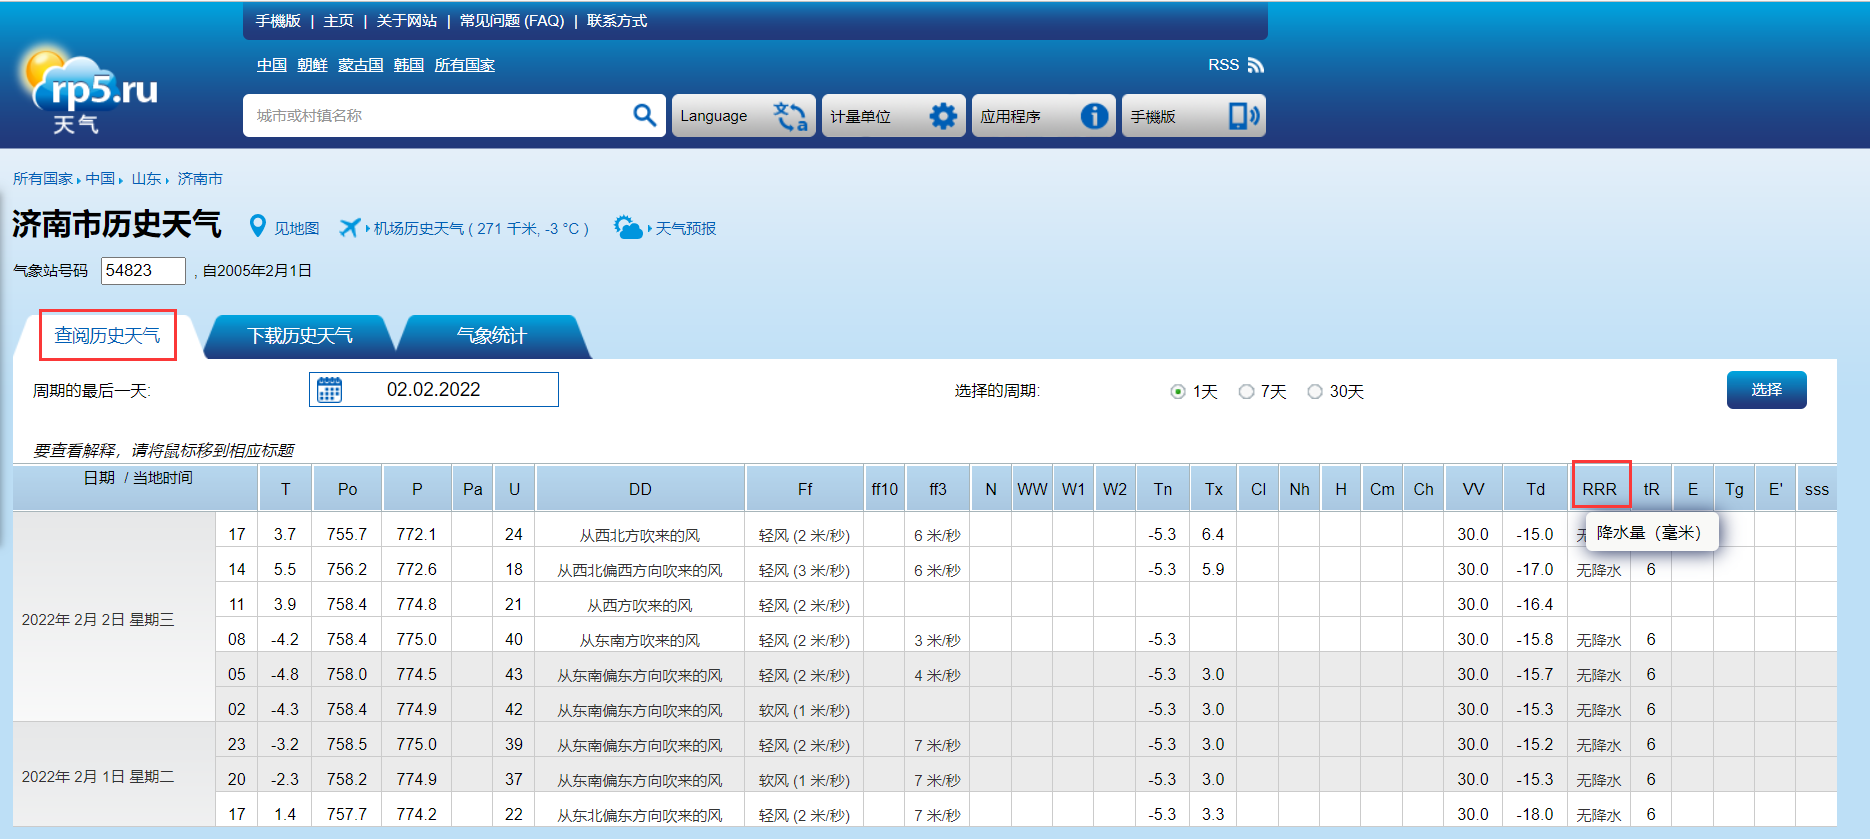 手機版 | 主页 | 关于网站 | 常见问题 (FAQ) | 联系方式
rp5.ru
天气
中国 朝鲜 蒙古国 韩国 所有国家 RSS
城市或村镇名称 Language 计量单位 应用程序 手機版
所有国家 中国 山东 济南市
济南市历史天气 见地图 机场历史天气 ( 271 千米, -3 °C ) 天气预报
气象站号码 54823 , 自2005年2月1日
查阅历史天气 下载历史天气 气象统计
周期的最后一天: 02.02.2022 选择的周期: 1天 7天 30天 选择
要查看解释，请将鼠标移到相应标题
日期 / 当地时间 T Po P Pa U DD Ff ff10 ff3 N WW W1 W2 Tn Tx Cl Nh H Cm Ch VV Td RRR tR E Tg E' sss
17 3.7 755.7 772.1 24 从西北方吹来的风 轻风 (2 米/秒) 6 米/秒 -5.3 6.4 30.0 -15.0 无 降水量（毫米）
14 5.5 756.2 772.6 18 从西北偏西方向吹来的风 轻风 (3 米/秒) 6 米/秒 -5.3 5.9 30.0 -17.0 无降水 6
11 3.9 758.4 774.8 21 从西方吹来的风 轻风 (2 米/秒) 30.0 -16.4
2022年 2月 2日 星期三
08 -4.2 758.4 775.0 40 从东南方吹来的风 轻风 (2 米/秒) 3 米/秒 -5.3 30.0 -15.8 无降水 6
05 -4.8 758.0 774.5 43 从东南偏东方向吹来的风 轻风 (2 米/秒) 4 米/秒 -5.3 3.0 30.0 -15.7 无降水 6
02 -4.3 758.4 774.9 42 从东南偏东方向吹来的风 软风 (1 米/秒) -5.3 3.0 30.0 -15.3 无降水 6
23 -3.2 758.5 775.0 39 从东南偏东方向吹来的风 轻风 (2 米/秒) 7 米/秒 -5.3 3.0 30.0 -15.2 无降水 6
2022年 2月 1日 星期二
20 -2.3 758.2 774.9 37 从东南偏东方向吹来的风 软风 (1 米/秒) 7 米/秒 -5.3 3.0 30.0 -15.3 无降水 6
17 1.4 757.7 774.2 22 从东北偏东方向吹来的风 轻风 (2 米/秒) 7 米/秒 -5.3 3.3 30.0 -18.0 无降水 6